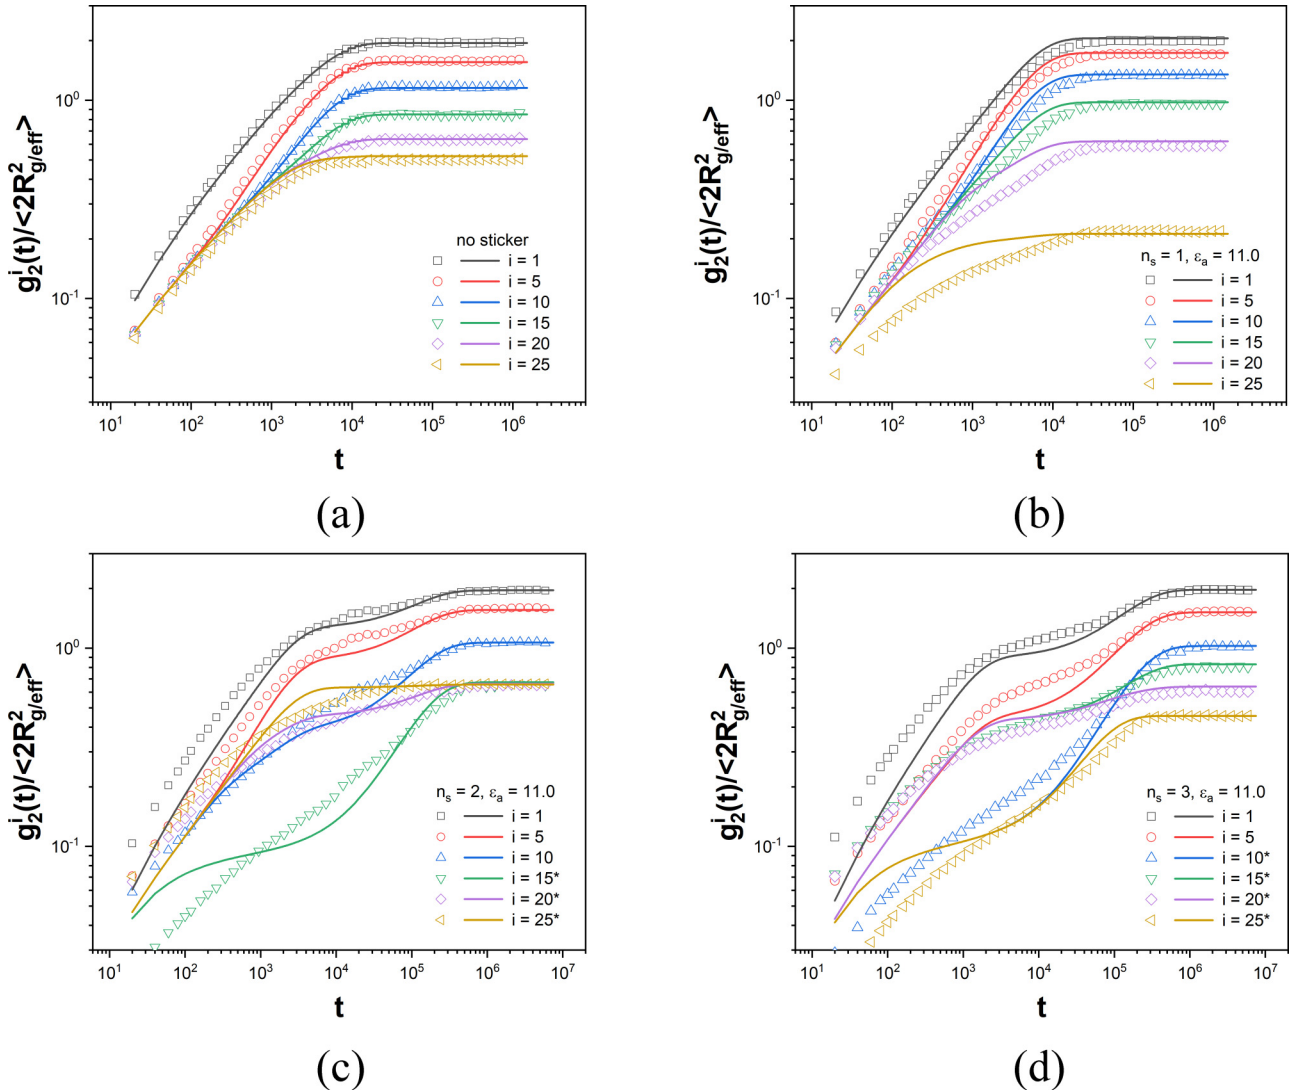 g₂ⁱ(t)/<2R²g/eff>
10⁰
10⁻¹
no sticker
i = 1
i = 5
i = 10
i = 15
i = 20
i = 25
10¹ 10² 10³ 10⁴ 10⁵ 10⁶
t
(a)
g₂ⁱ(t)/<2R²g/eff>
10⁰
10⁻¹
nₛ = 1, εₐ = 11.0
i = 1
i = 5
i = 10
i = 15
i = 20
i = 25
10¹ 10² 10³ 10⁴ 10⁵ 10⁶
t
(b)
g₂ⁱ(t)/<2R²g/eff>
10⁰
10⁻¹
nₛ = 2, εₐ = 11.0
i = 1
i = 5
i = 10
i = 15*
i = 20*
i = 25*
10¹ 10² 10³ 10⁴ 10⁵ 10⁶ 10⁷
t
(c)
g₂ⁱ(t)/<2R²g/eff>
10⁰
10⁻¹
nₛ = 3, εₐ = 11.0
i = 1
i = 5
i = 10*
i = 15*
i = 20*
i = 25*
10¹ 10² 10³ 10⁴ 10⁵ 10⁶ 10⁷
t
(d)